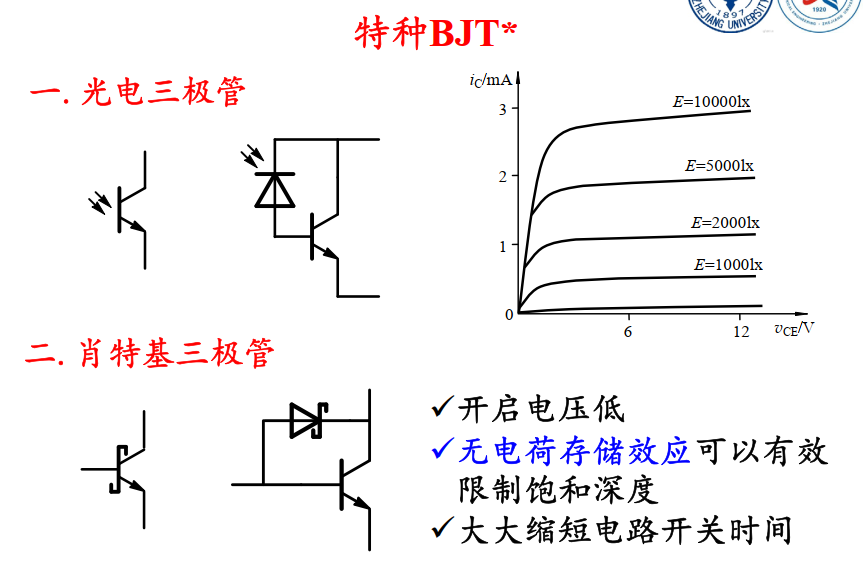 特种BJT*
ZHEJIANG UNIVERSITY
1897
1920
一.光电三极管
iC/mA
3
2
1
0
6
12
vCE/V
E=10000lx
E=5000lx
E=2000lx
E=1000lx
二.肖特基三极管
✓开启电压低
✓无电荷存储效应可以有效
限制饱和深度
✓大大缩短电路开关时间